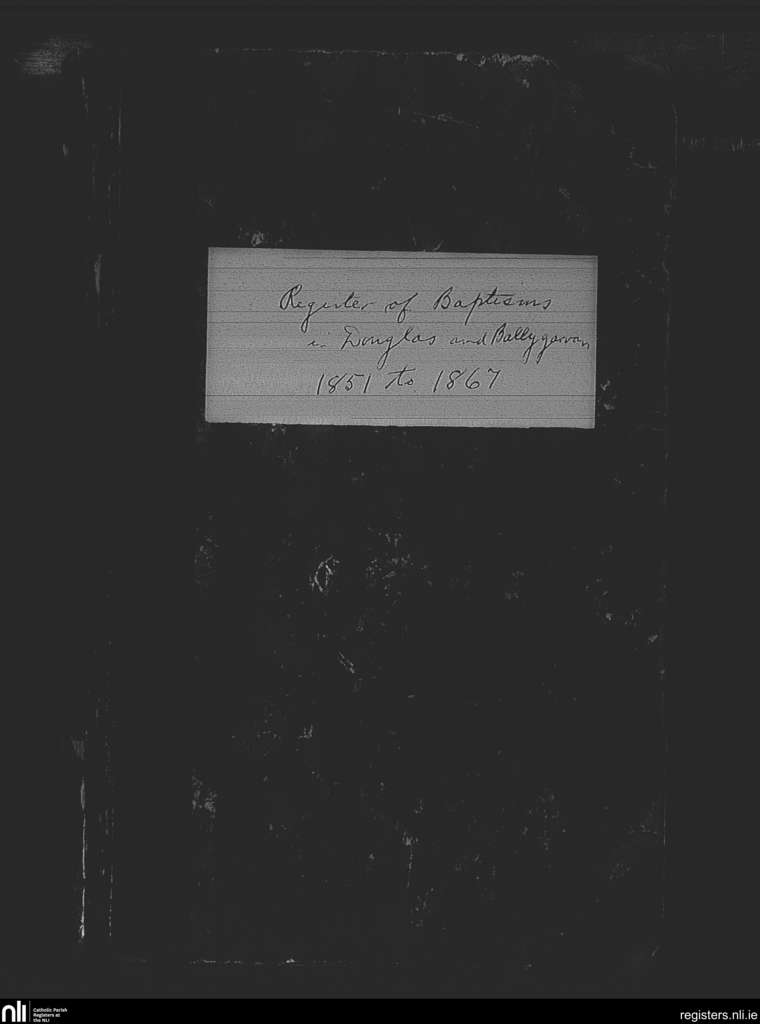 Register of Baptisms
in Douglas and Ballygarvan
1851 to 1867
nli
Catholic Parish
Registers at
the NLI
registers.nli.ie